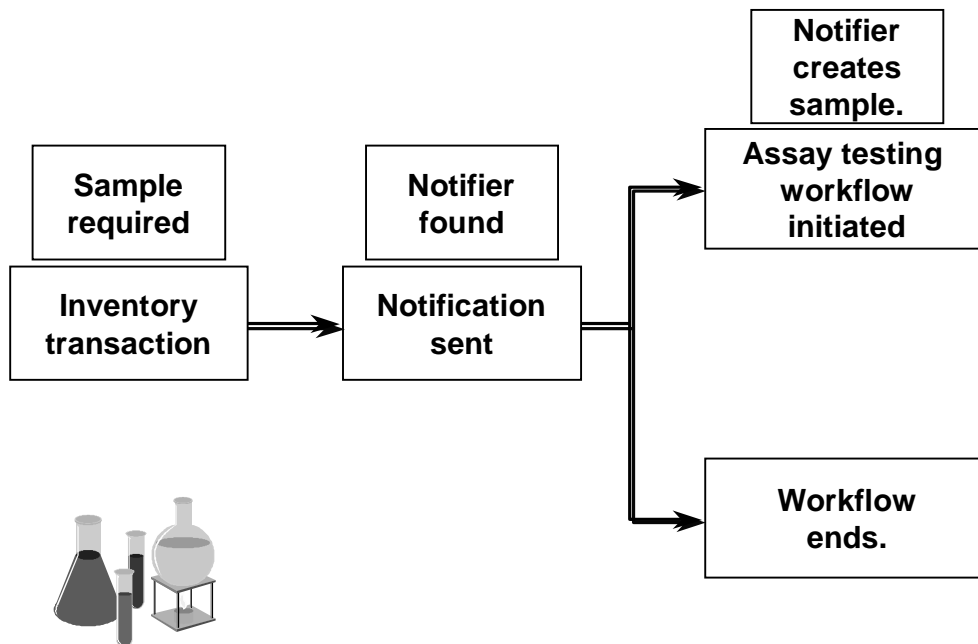 Sample
required
Inventory
transaction
Notifier
found
Notification
sent
Notifier
creates
sample.
Assay testing
workflow
initiated
Workflow
ends.